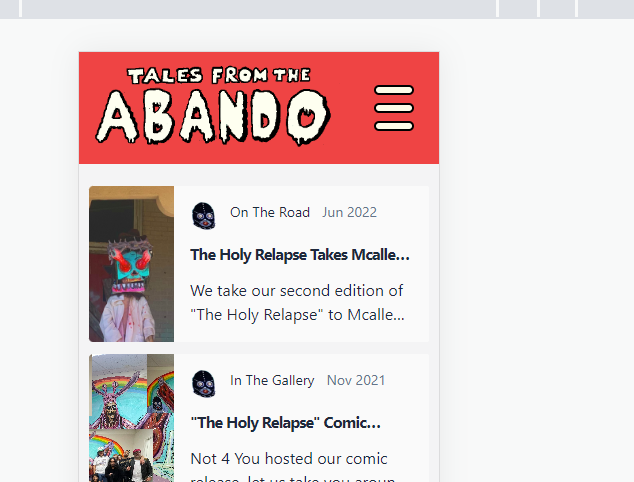 TALES FROM THE
ABANDO
On The Road Jun 2022
The Holy Relapse Takes Mcalle...
We take our second edition of
"The Holy Relapse" to Mcalle...
In The Gallery Nov 2021
"The Holy Relapse" Comic...
Not 4 You hosted our comic
release, let us take you aroun